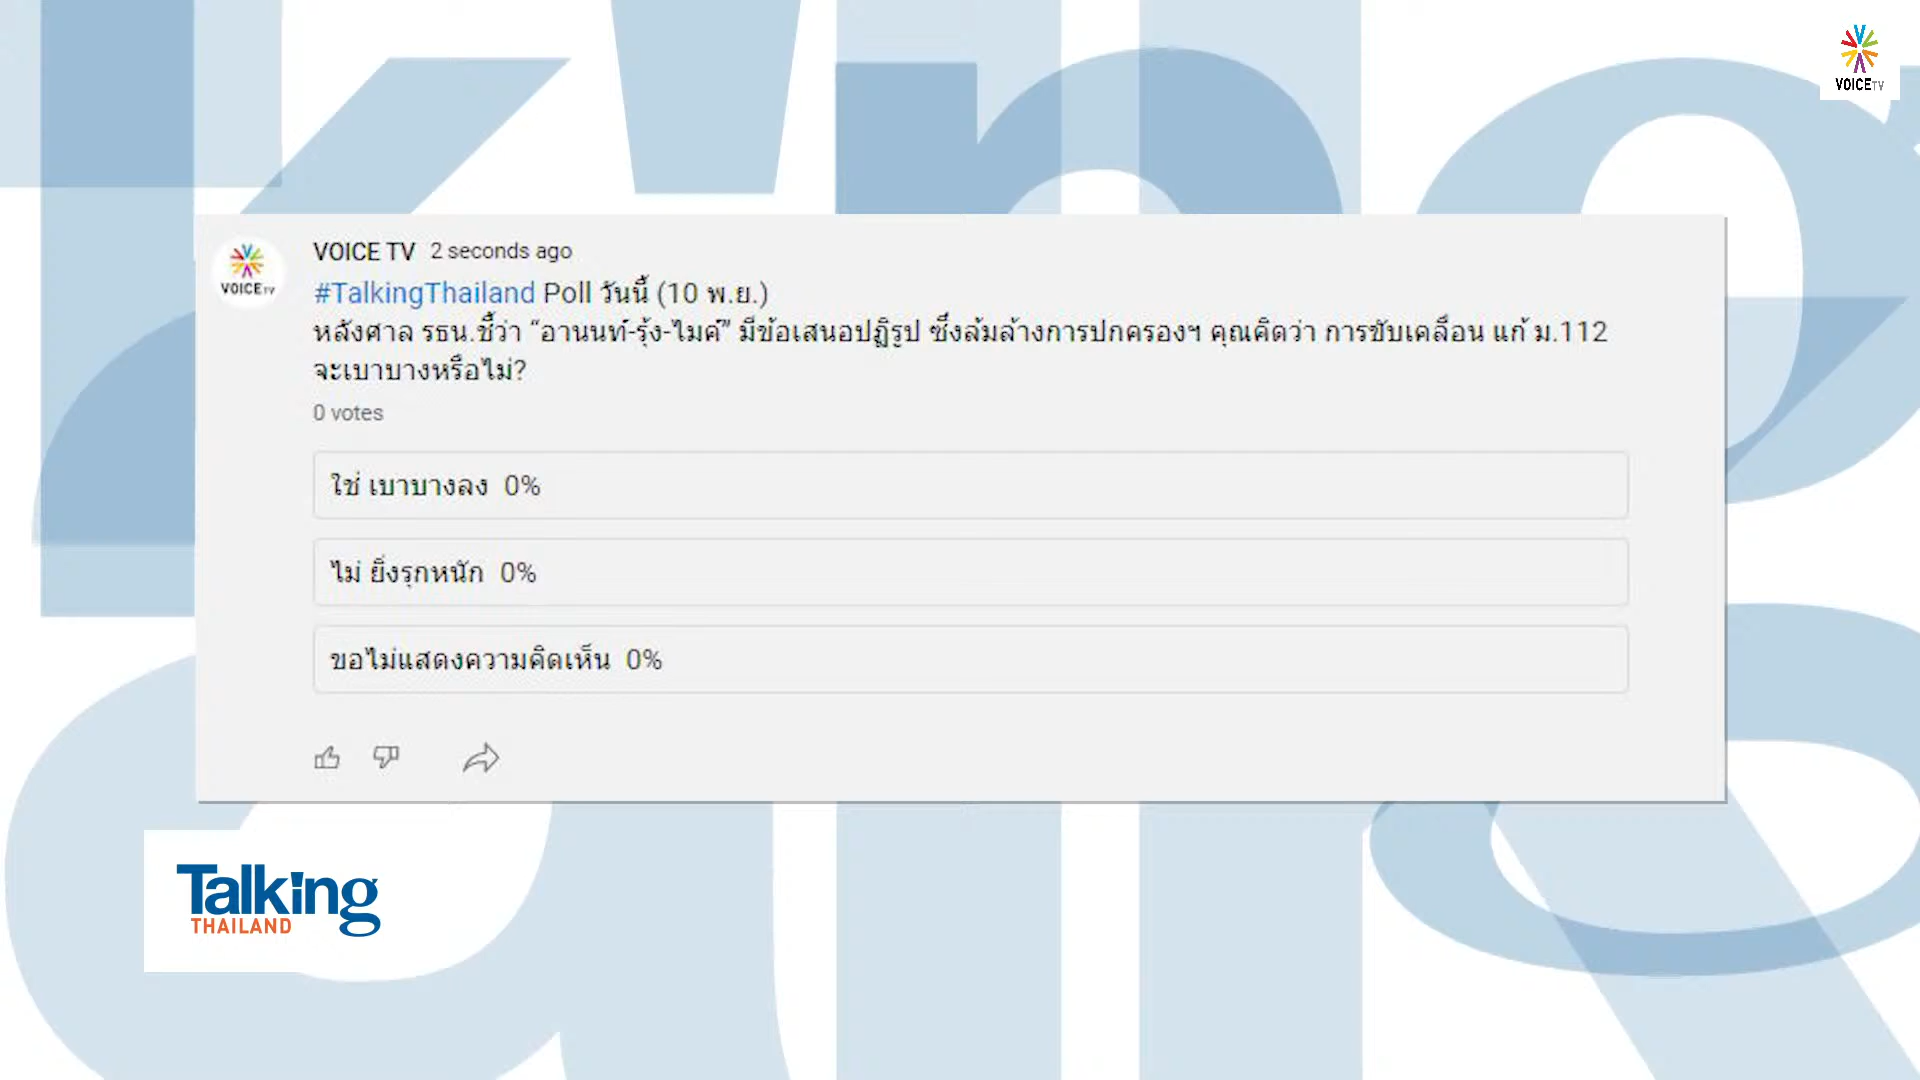 VOICE TV
VOICE TV 2 seconds ago
VOICE TV
#TalkingThailand Poll วันนี้ (10 พ.ย.)
หลังศาล รธน.ชี้ว่า “อานนท์-รุ้ง-ไมค์” มีข้อเสนอปฏิรูป ซึ่งล้มล้างการปกครองฯ คุณคิดว่า การขับเคลื่อน แก้ ม.112
จะเบาบางหรือไม่?
0 votes
ใช่ เบาบางลง 0%
ไม่ ยิ่งรุกหนัก 0%
ขอไม่แสดงความคิดเห็น 0%
Talking
THAILAND